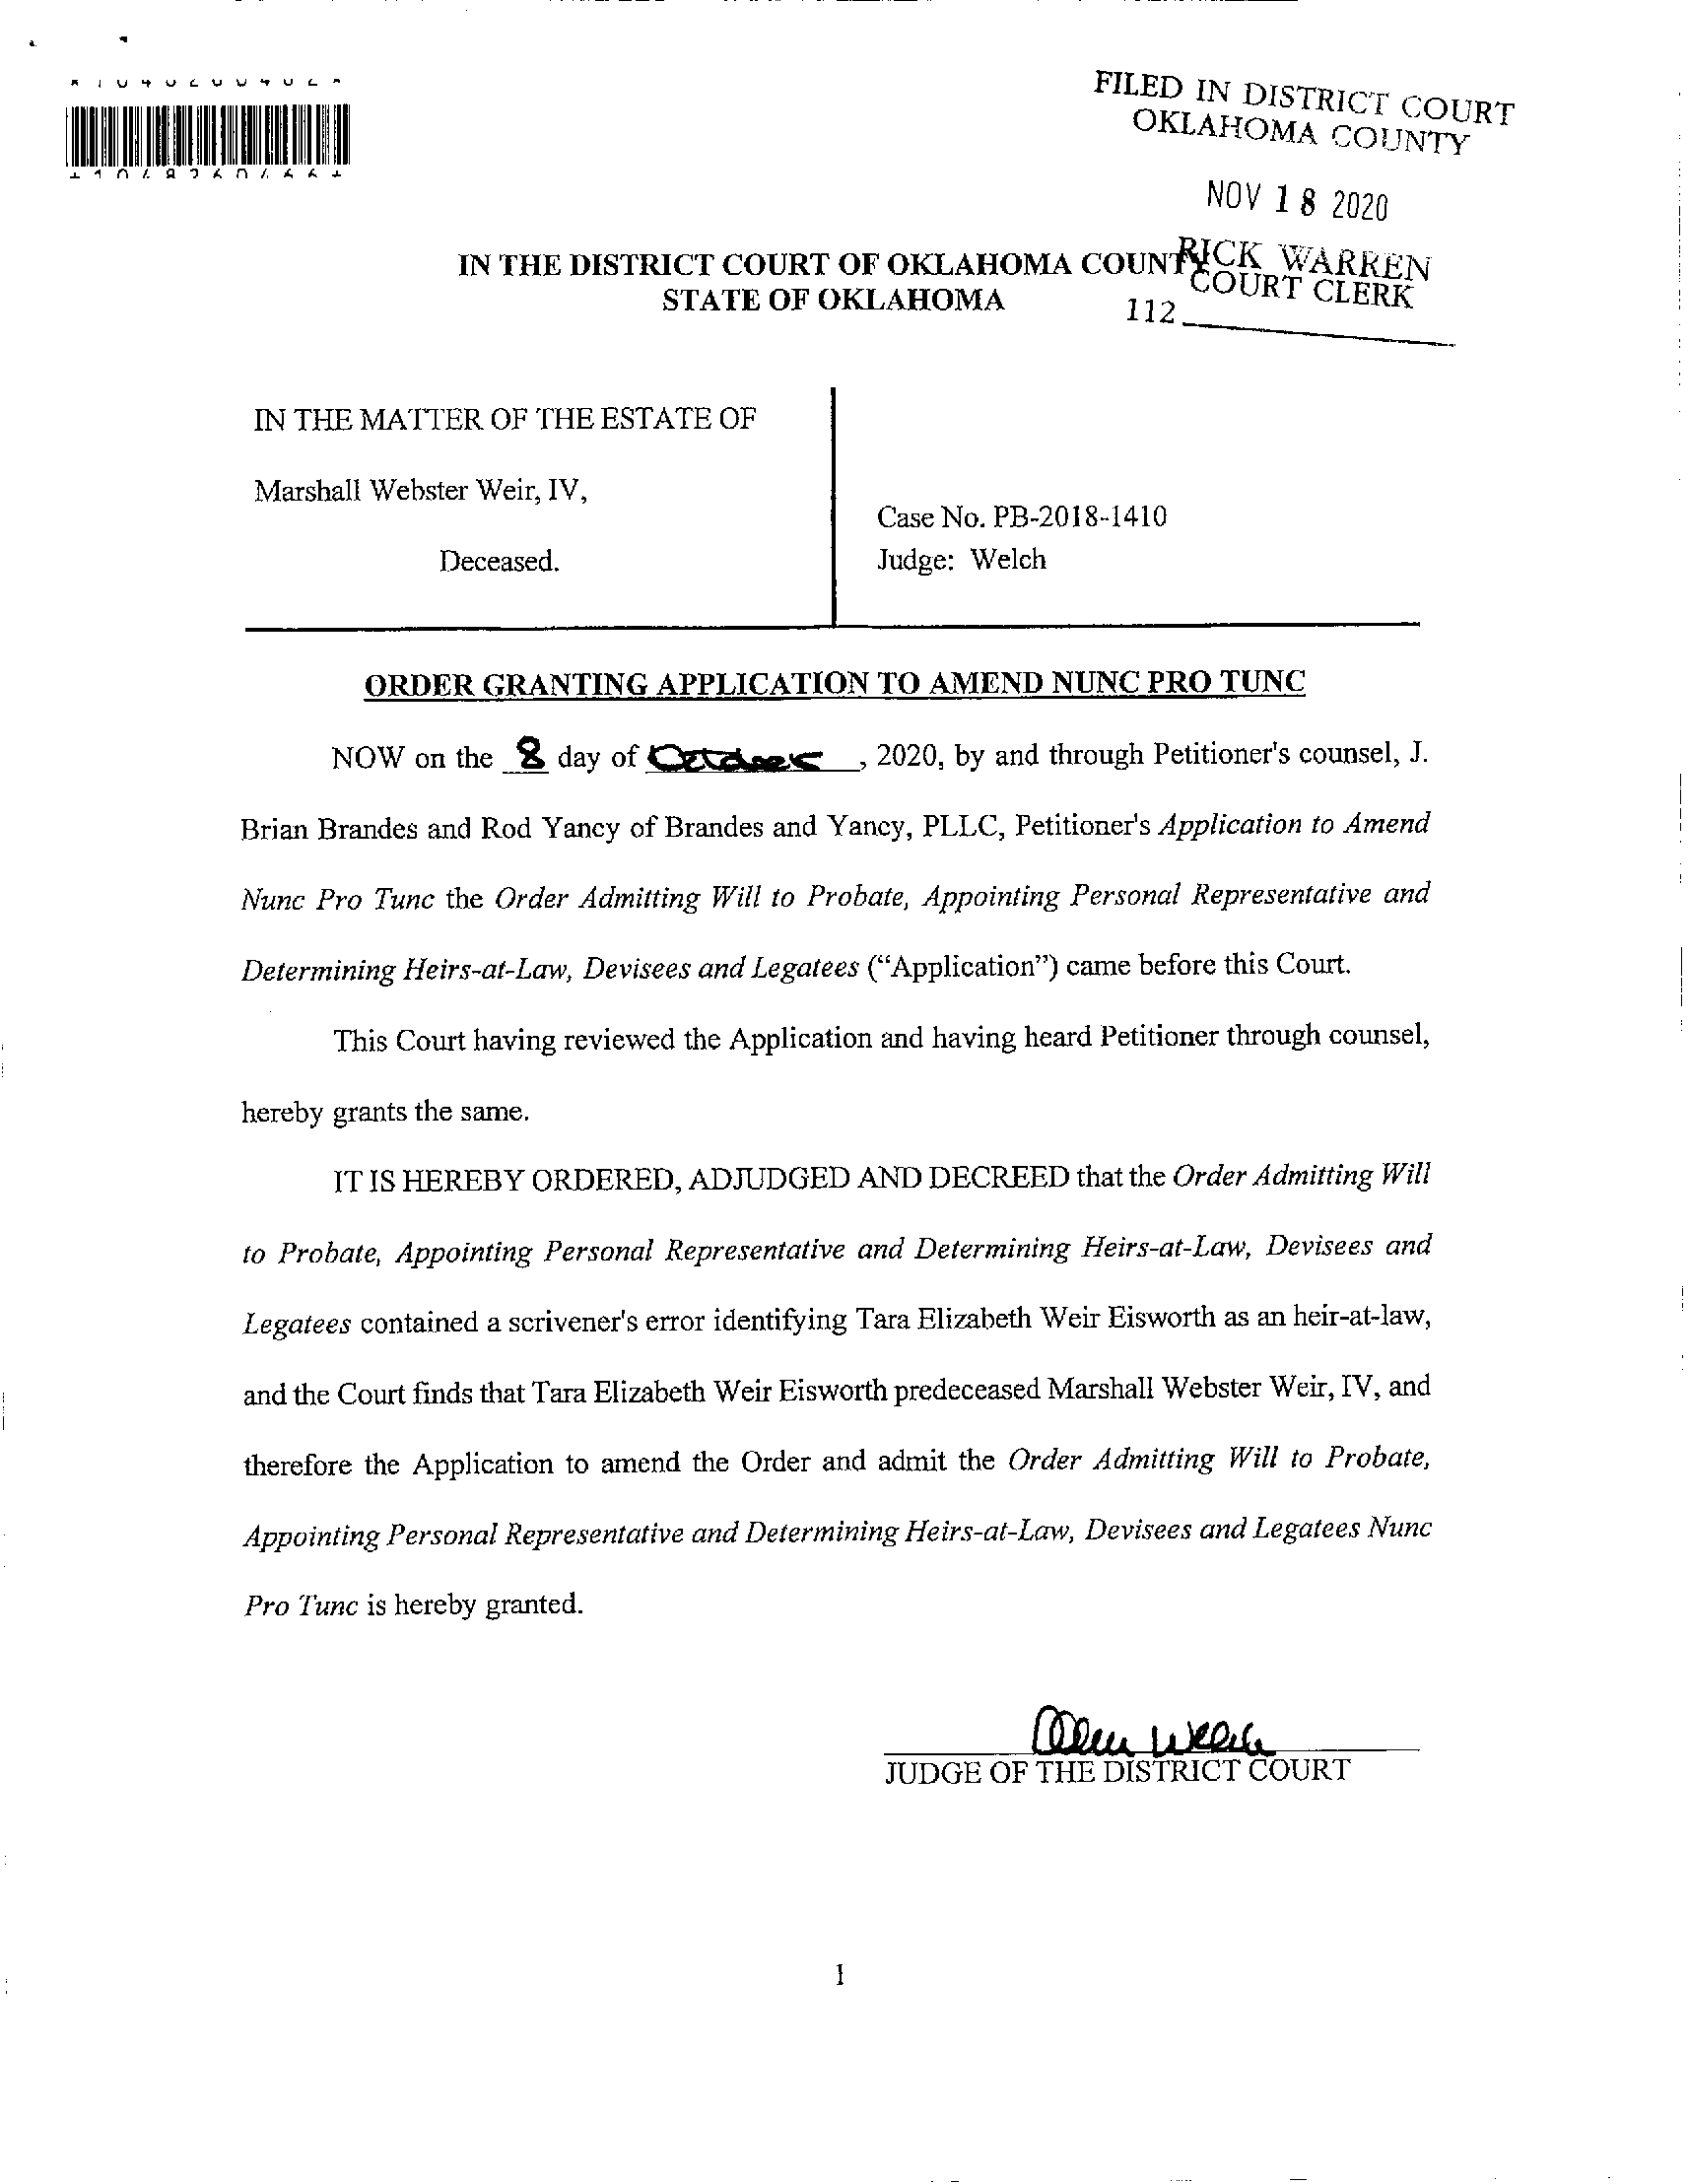 FILED IN DISTRICT COURT
OKLAHOMA COUNTY
NOV 18 2020
RICK WARREN
COURT CLERK
112
IN THE DISTRICT COURT OF OKLAHOMA COUNTY
STATE OF OKLAHOMA
IN THE MATTER OF THE ESTATE OF
Marshall Webster Weir, IV,
Deceased.
Case No. PB-2018-1410
Judge: Welch
ORDER GRANTING APPLICATION TO AMEND NUNC PRO TUNC
NOW on the 8 day of October, 2020, by and through Petitioner's counsel, J.
Brian Brandes and Rod Yancy of Brandes and Yancy, PLLC, Petitioner's Application to Amend
Nunc Pro Tunc the Order Admitting Will to Probate, Appointing Personal Representative and
Determining Heirs-at-Law, Devisees and Legatees (“Application”) came before this Court.
This Court having reviewed the Application and having heard Petitioner through counsel,
hereby grants the same.
IT IS HEREBY ORDERED, ADJUDGED AND DECREED that the Order Admitting Will
to Probate, Appointing Personal Representative and Determining Heirs-at-Law, Devisees and
Legatees contained a scrivener's error identifying Tara Elizabeth Weir Eisworth as an heir-at-law,
and the Court finds that Tara Elizabeth Weir Eisworth predeceased Marshall Webster Weir, IV, and
therefore the Application to amend the Order and admit the Order Admitting Will to Probate,
Appointing Personal Representative and Determining Heirs-at-Law, Devisees and Legatees Nunc
Pro Tunc is hereby granted.
Allen Welch
JUDGE OF THE DISTRICT COURT
1